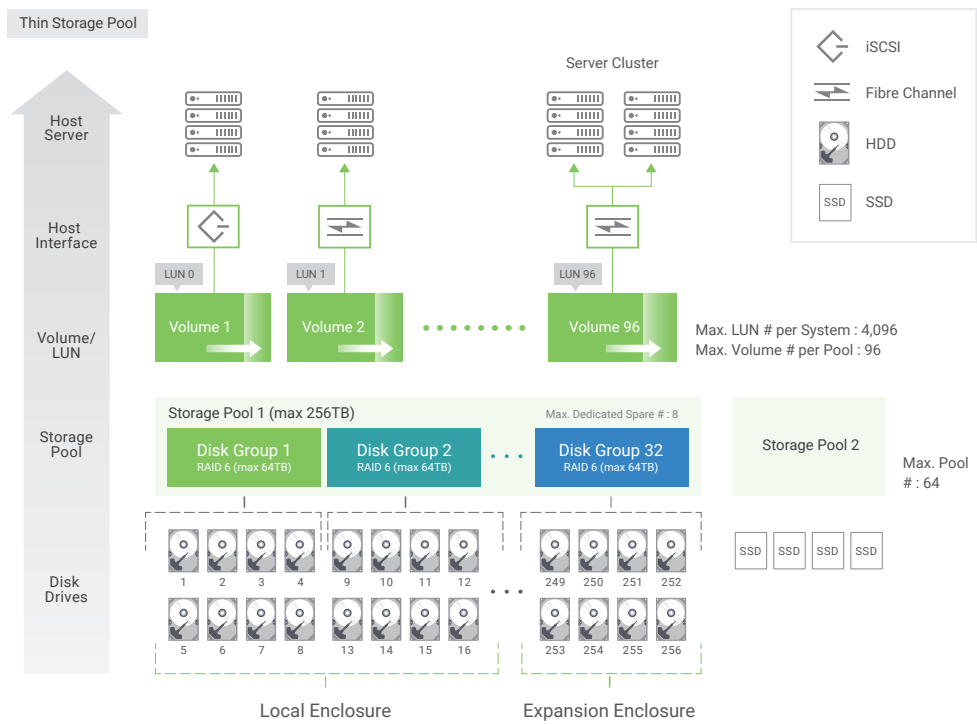 Thin Storage Pool
iSCSI
Fibre Channel
HDD
SSD
SSD
Server Cluster
Host
Server
Host
Interface
LUN 0
LUN 1
LUN 96
Volume/
LUN
Volume 1
Volume 2
Volume 96
Max. LUN # per System : 4,096
Max. Volume # per Pool : 96
Storage
Pool
Storage Pool 1 (max 256TB)
Max. Dedicated Spare # : 8
Disk Group 1
RAID 6 (max 64TB)
Disk Group 2
RAID 6 (max 64TB)
Disk Group 32
RAID 6 (max 64TB)
Storage Pool 2
Max. Pool
# : 64
Disk
Drives
1 2 3 4 9 10 11 12 249 250 251 252
SSD SSD SSD SSD
5 6 7 8 13 14 15 16 253 254 255 256
Local Enclosure
Expansion Enclosure